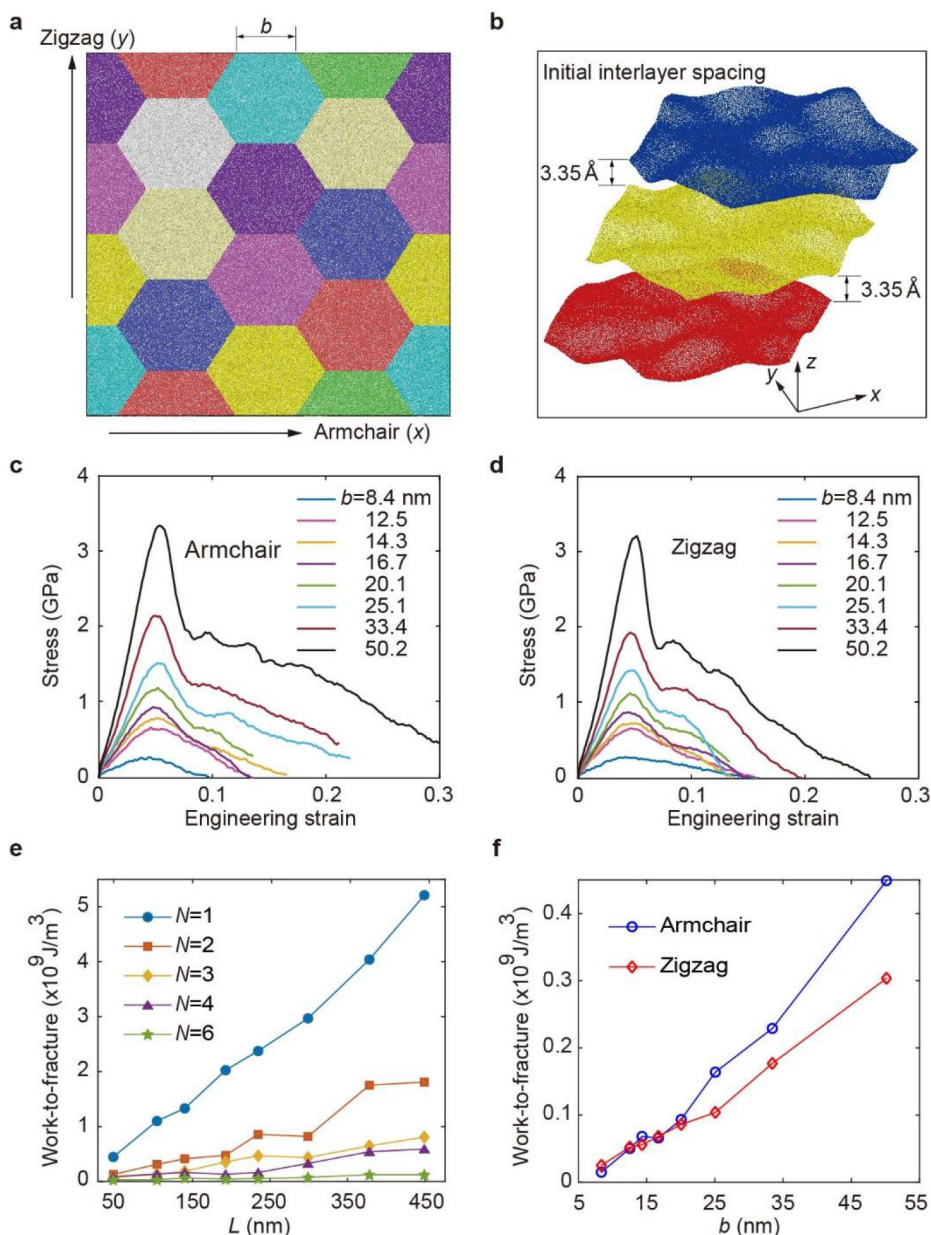 a
b
Zigzag (y)
b
Armchair (x)
Initial interlayer spacing
3.35 Å
3.35 Å
z
y
x
c
4
3
2
1
0
Stress (GPa)
Armchair
b=8.4 nm
12.5
14.3
16.7
20.1
25.1
33.4
50.2
0
0.1
0.2
0.3
Engineering strain
d
4
3
2
1
0
Stress (GPa)
Zigzag
b=8.4 nm
12.5
14.3
16.7
20.1
25.1
33.4
50.2
0
0.1
0.2
0.3
Engineering strain
e
5
4
3
2
1
0
Work-to-fracture (x10⁹J/m³)
N=1
N=2
N=3
N=4
N=6
50
150
250
350
450
L (nm)
f
0.4
0.3
0.2
0.1
0
Work-to-fracture (x10⁹J/m³)
Armchair
Zigzag
5
15
25
35
45
55
b (nm)